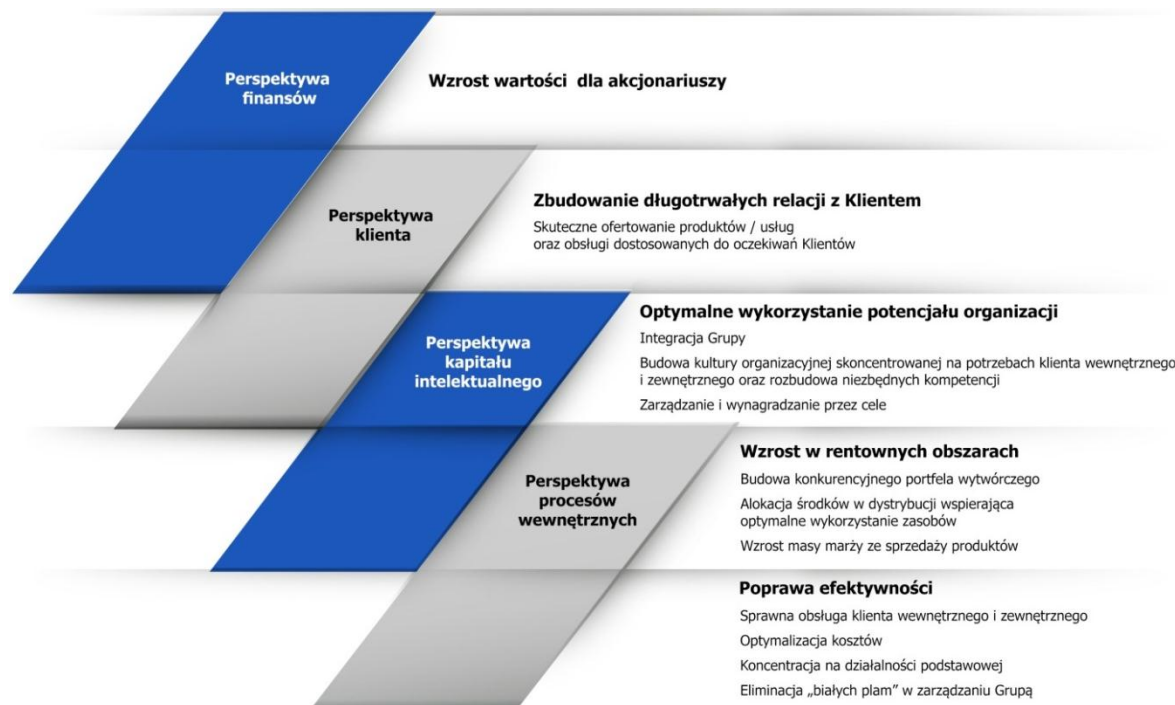 Perspektywa
finansów
Wzrost wartości dla akcjonariuszy
Perspektywa
klienta
Zbudowanie długotrwałych relacji z Klientem
Skuteczne ofertowanie produktów / usług
oraz obsługi dostosowanych do oczekiwań Klientów
Perspektywa
kapitału
intelektualnego
Optymalne wykorzystanie potencjału organizacji
Integracja Grupy
Budowa kultury organizacyjnej skoncentrowanej na potrzebach klienta wewnętrznego
i zewnętrznego oraz rozbudowa niezbędnych kompetencji
Zarządzanie i wynagradzanie przez cele
Perspektywa
procesów
wewnętrznych
Wzrost w rentownych obszarach
Budowa konkurencyjnego portfela wytwórczego
Alokacja środków w dystrybucji wspierająca
optymalne wykorzystanie zasobów
Wzrost masy marży ze sprzedaży produktów
Poprawa efektywności
Sprawna obsługa klienta wewnętrznego i zewnętrznego
Optymalizacja kosztów
Koncentracja na działalności podstawowej
Eliminacja „białych plam” w zarządzaniu Grupą